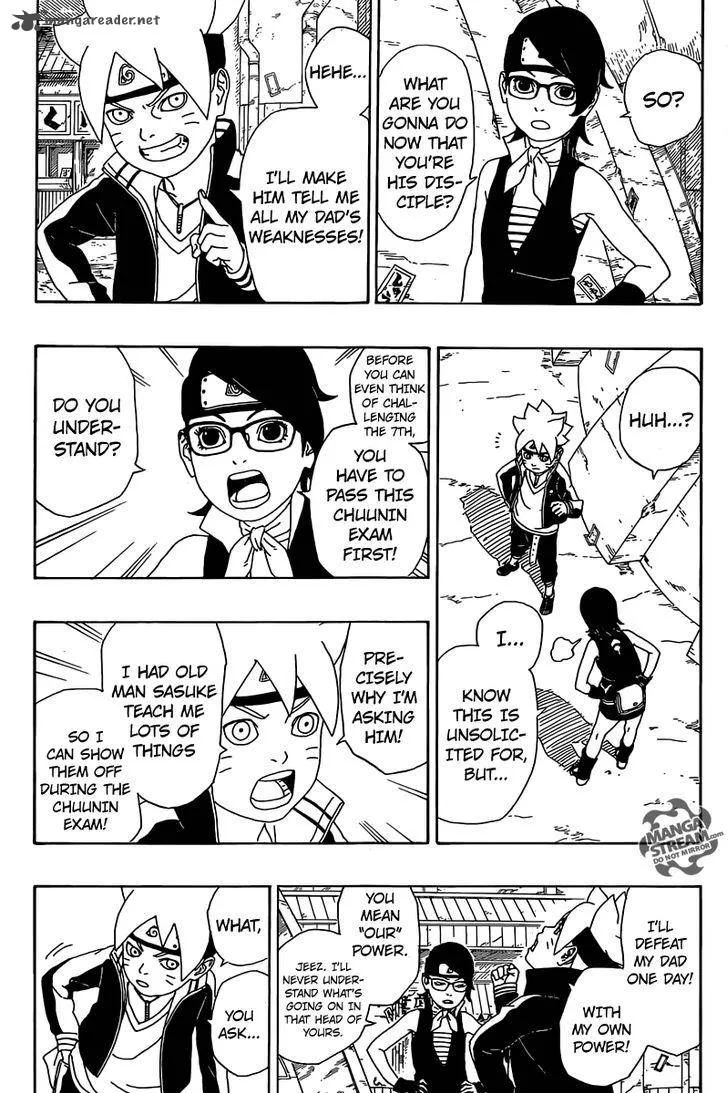 mangareader.net
SO?
WHAT
ARE YOU
GONNA DO
NOW THAT
YOU'RE
HIS DIS-
CIPLE?
HEHE...
I'LL MAKE
HIM TELL ME
ALL MY DAD'S
WEAKNESSES!
HUH...?
I...
KNOW
THIS IS
UNSOLIC-
ITED FOR,
BUT...
BEFORE
YOU CAN
EVEN THINK
OF CHAL-
LENGING
THE 7TH,
YOU
HAVE TO
PASS THIS
CHUUNIN
EXAM
FIRST!
DO YOU
UNDER-
STAND?
PRE-
CISELY
WHY I'M
ASKING
HIM!
I HAD OLD
MAN SASUKE
TEACH ME
LOTS OF
THINGS
SO I
CAN SHOW
THEM OFF
DURING THE
CHUUNIN
EXAM!
MANGA
STREAM.com
DO NOT MIRROR!
I'LL
DEFEAT
MY DAD
ONE DAY!
WITH
MY OWN
POWER!
YOU
MEAN
"OUR"
POWER.
JEEZ. I'LL
NEVER UNDER-
STAND WHAT'S
GOING ON IN
THAT HEAD OF
YOURS.
WHAT,
YOU
ASK...